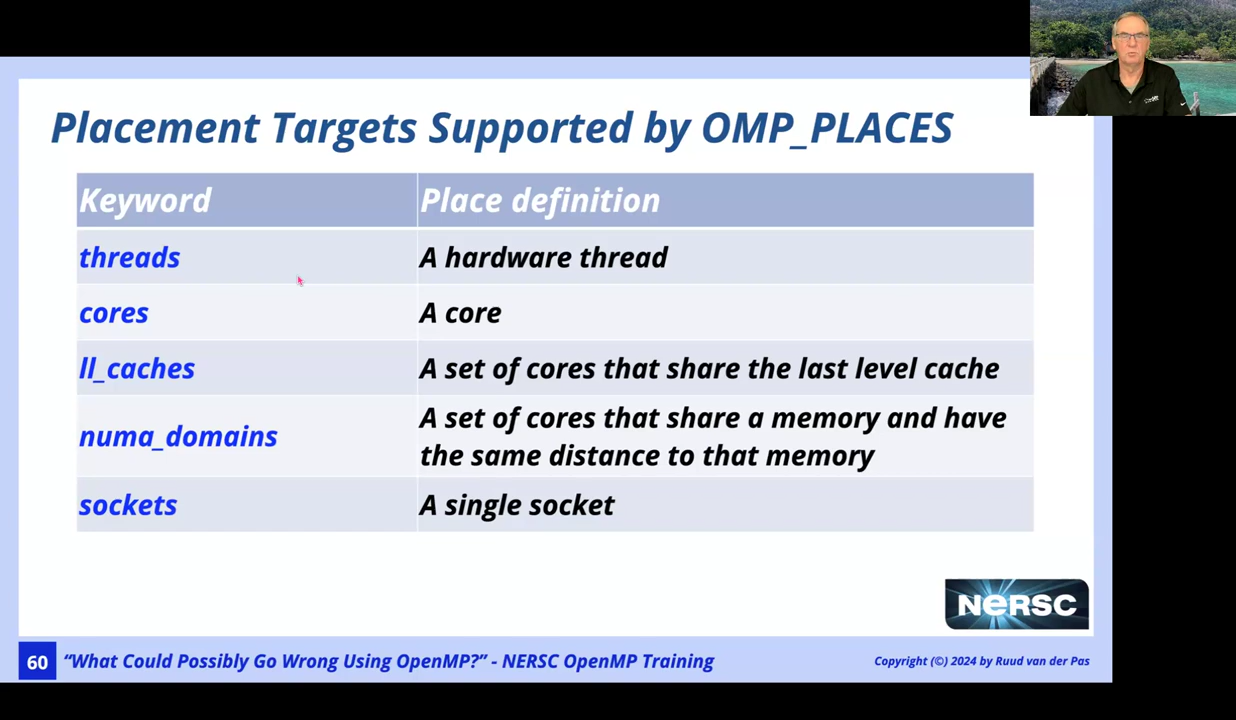 Placement Targets Supported by OMP_PLACES
Keyword Place definition
threads A hardware thread
cores A core
ll_caches A set of cores that share the last level cache
numa_domains A set of cores that share a memory and have
the same distance to that memory
sockets A single socket
NERSC
60 “What Could Possibly Go Wrong Using OpenMP?” - NERSC OpenMP Training Copyright (©) 2024 by Ruud van der Pas